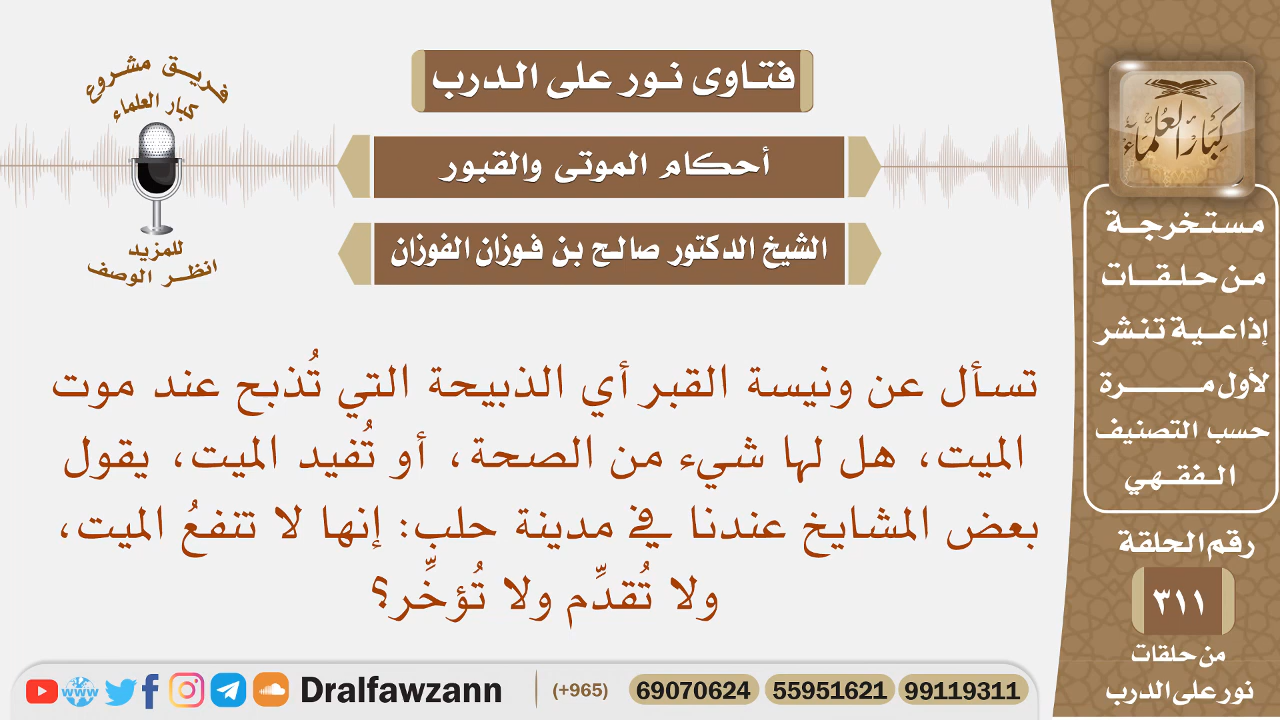 فتاوى نور على الدرب
أحكام الموتى والقبور
الشيخ الدكتور صالح بن فوزان الفوزان
فريق مشروع
كبار العلماء
للمزيد
انظر الوصف
كبار العلماء
مستخرجة
من حلقات
إذاعية تنشر
لأول مرة
حسب التصنيف
الفقهي
رقم الحلقة
٣١١
من حلقات
نور على الدرب
تسأل عن ونيسة القبر أي الذبيحة التي تُذبح عند موت
الميت، هل لها شيء من الصحة، أو تُفيد الميت، يقول
بعض المشايخ عندنا في مدينة حلب: إنها لا تنفعُ الميت،
ولا تُقدِّم ولا تُؤخِّر؟
www Dralfawzann (+965) 69070624 55951621 99119311